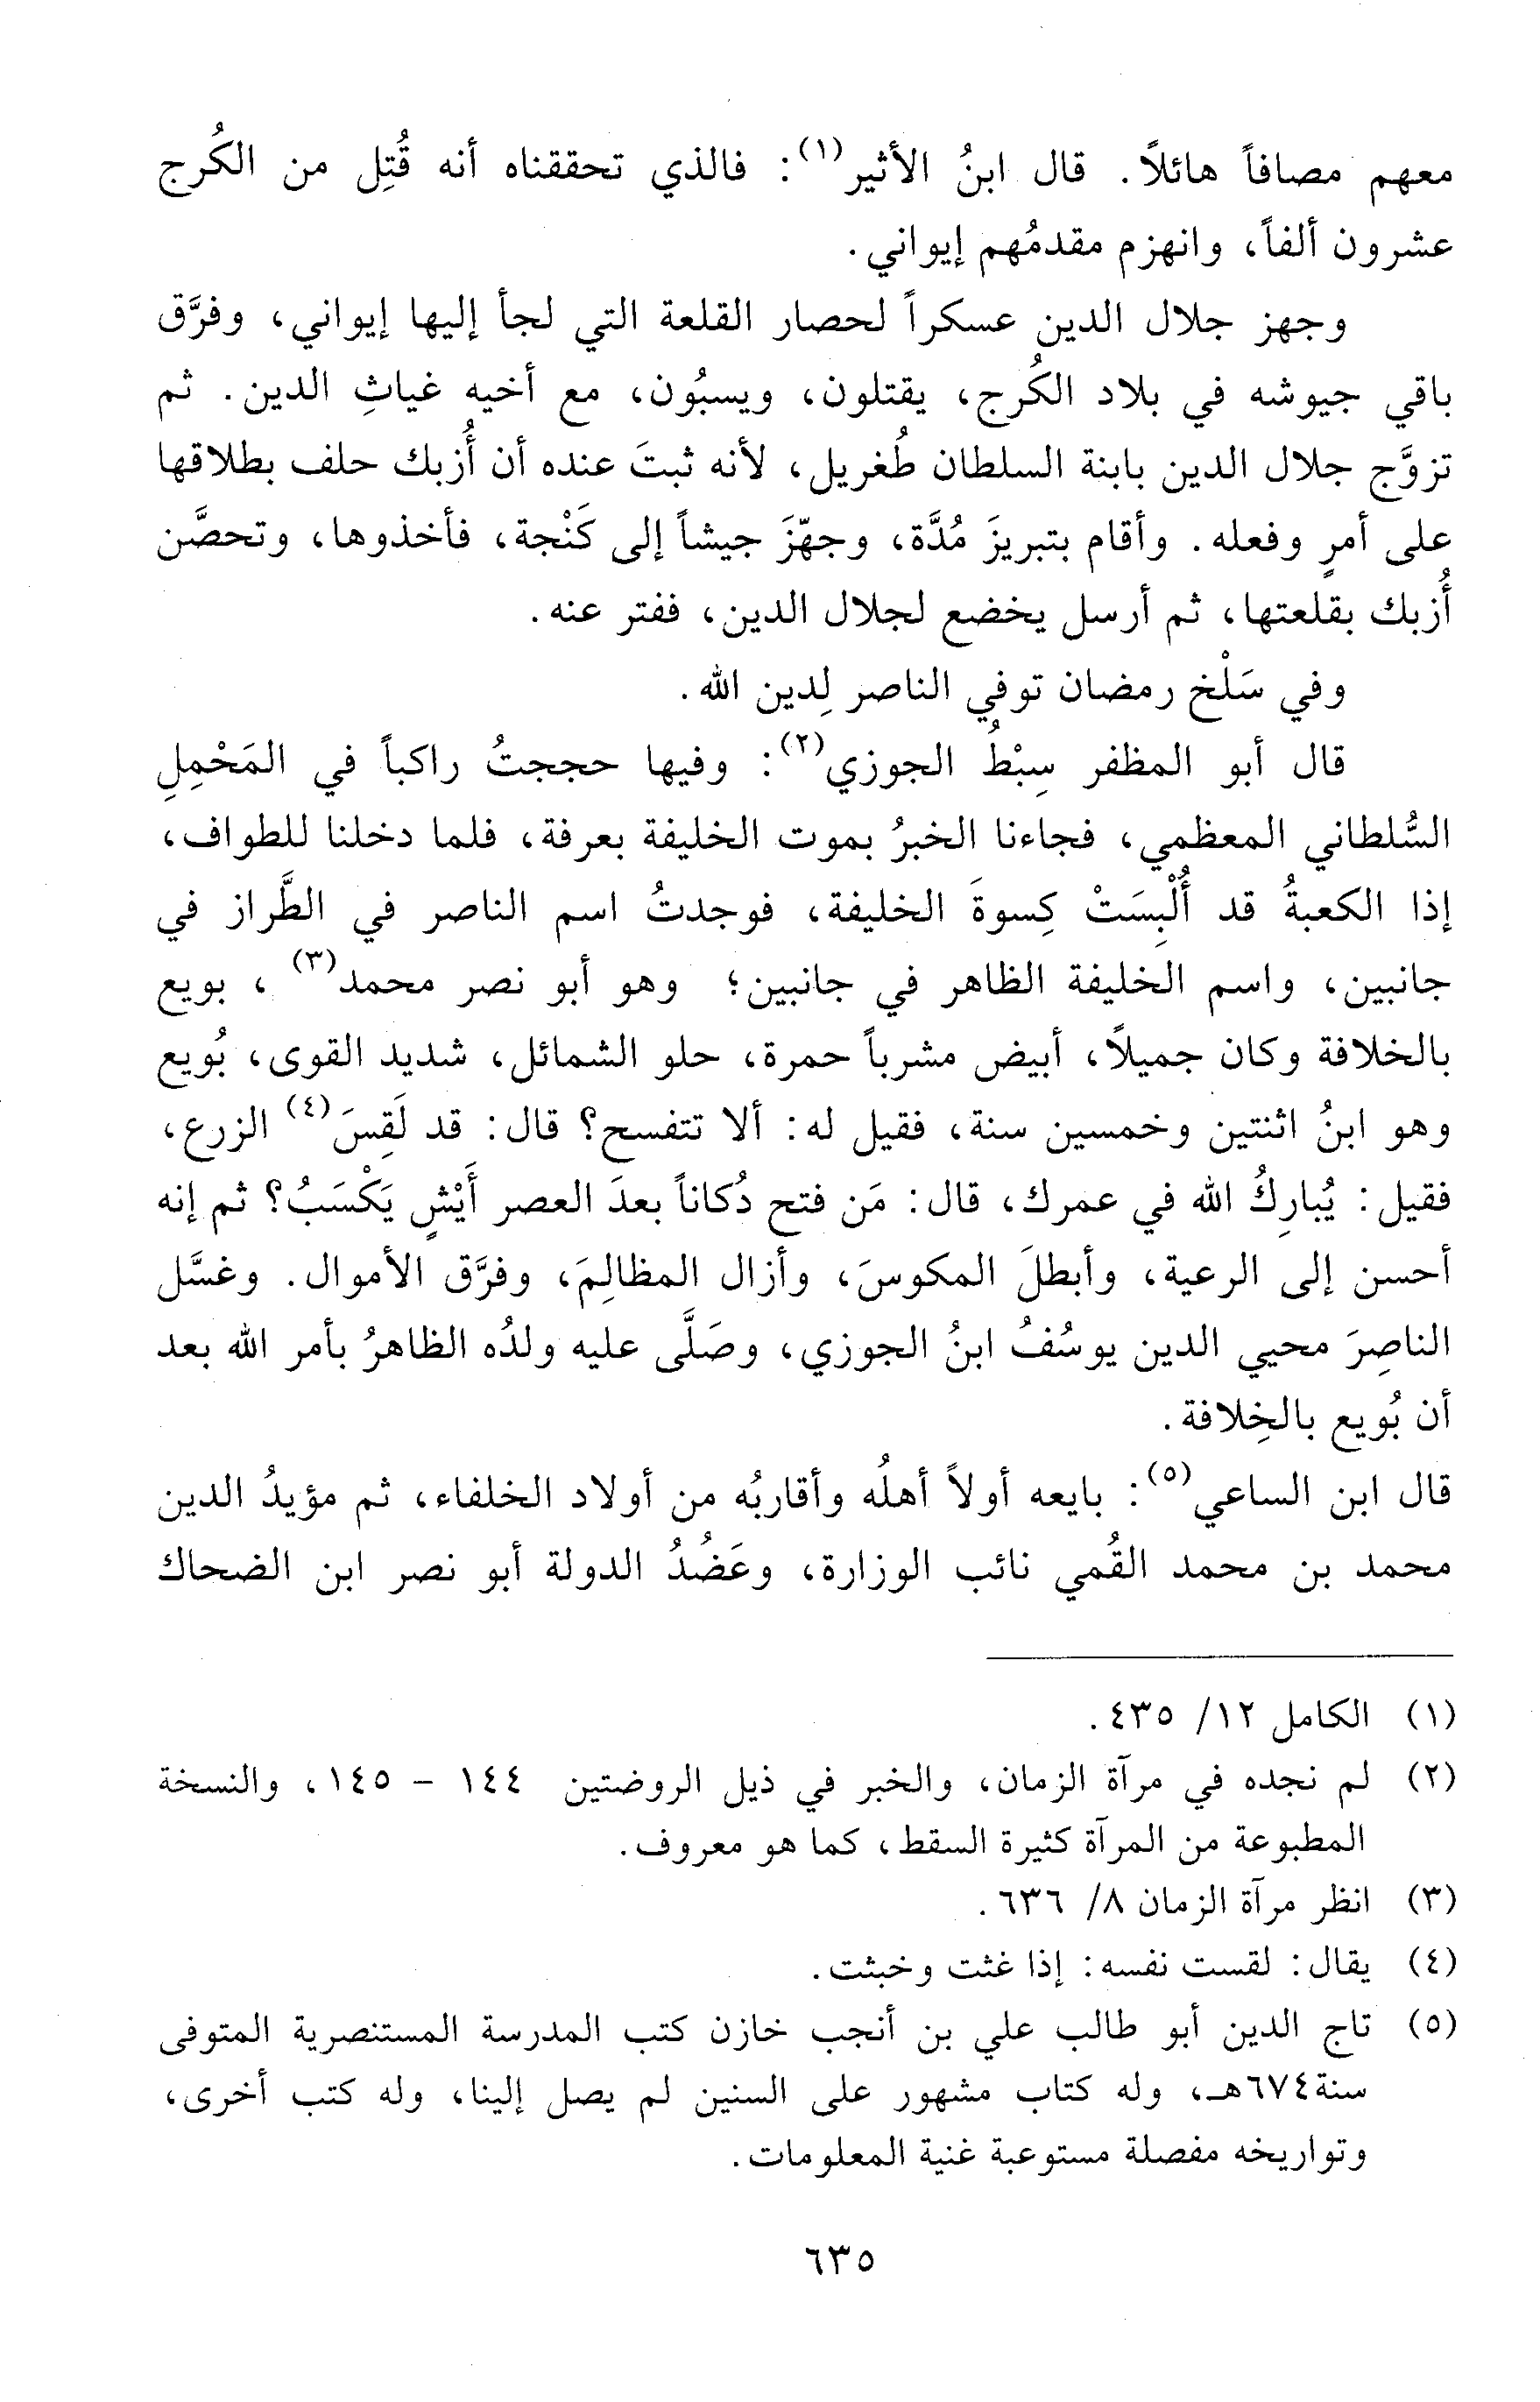 معهم مصافاً هائلاً. قال ابنُ الأثير(١): فالذي تحققناه أنه قُتِل من الكُرج
عشرون ألفاً، وانهزم مقدمُهم إيواني.
وجهز جلال الدين عسكراً لحصار القلعة التي لجأ إليها إيواني، وفرَّق
باقي جيوشه في بلاد الكُرج، يقتلون، ويسبُون، مع أخيه غياثِ الدين. ثم
تزوَّج جلال الدين بابنة السلطان طُغريل، لأنه ثبتَ عنده أن أُزبك حلف بطلاقها
على أمرٍ وفعله. وأقام بتبريزَ مُدَّة، وجهّزَ جيشاً إلى كَنْجة، فأخذوها، وتحصَّن
أُزبك بقلعتها، ثم أرسل يخضع لجلال الدين، ففتر عنه.
وفي سَلْخ رمضان توفي الناصر لِدين الله.
قال أبو المظفر سِبْطُ الجوزي(٢): وفيها حججتُ راكباً في المَحْمِلِ
السُّلطاني المعظمي، فجاءنا الخبرُ بموت الخليفة بعرفة، فلما دخلنا للطواف،
إذا الكعبةُ قد أُلْبِسَتْ كِسوةَ الخليفة، فوجدتُ اسم الناصر في الطَّراز في
جانبين، واسم الخليفة الظاهر في جانبين؛ وهو أبو نصر محمد(٣)، بويع
بالخلافة وكان جميلاً، أبيض مشرباً حمرة، حلو الشمائل، شديد القوى، بُويع
وهو ابنُ اثنتين وخمسين سنة، فقيل له: ألا تتفسح؟ قال: قد لَقِسَ(٤) الزرع،
فقيل: يُبارِكُ الله في عمرك، قال: مَن فتح دُكاناً بعدَ العصر أَيْشٍ يَكْسَبُ؟ ثم إنه
أحسن إلى الرعية، وأبطلَ المكوسَ، وأزال المظالِمَ، وفرَّق الأموال. وغسَّل
الناصِرَ محيي الدين يوسُفُ ابنُ الجوزي، وصَلَّى عليه ولدُه الظاهرُ بأمر الله بعد
أن بُويع بالخِلافة.
قال ابن الساعي(٥): بايعه أولاً أهلُه وأقاربُه من أولاد الخلفاء، ثم مؤيدُ الدين
محمد بن محمد القُمي نائب الوزارة، وعَضُدُ الدولة أبو نصر ابن الضحاك
(١) الكامل ١٢/ ٤٣٥.
(٢) لم نجده في مرآة الزمان، والخبر في ذيل الروضتين ١٤٤ - ١٤٥، والنسخة
المطبوعة من المرآة كثيرة السقط، كما هو معروف.
(٣) انظر مرآة الزمان ٨/ ٦٣٦.
(٤) يقال: لقست نفسه: إذا غثت وخبثت.
(٥) تاج الدين أبو طالب علي بن أنجب خازن كتب المدرسة المستنصرية المتوفى
سنة٦٧٤هـ، وله كتاب مشهور على السنين لم يصل إلينا، وله كتب أخرى،
وتواريخه مفصلة مستوعبة غنية المعلومات.
٦٣٥